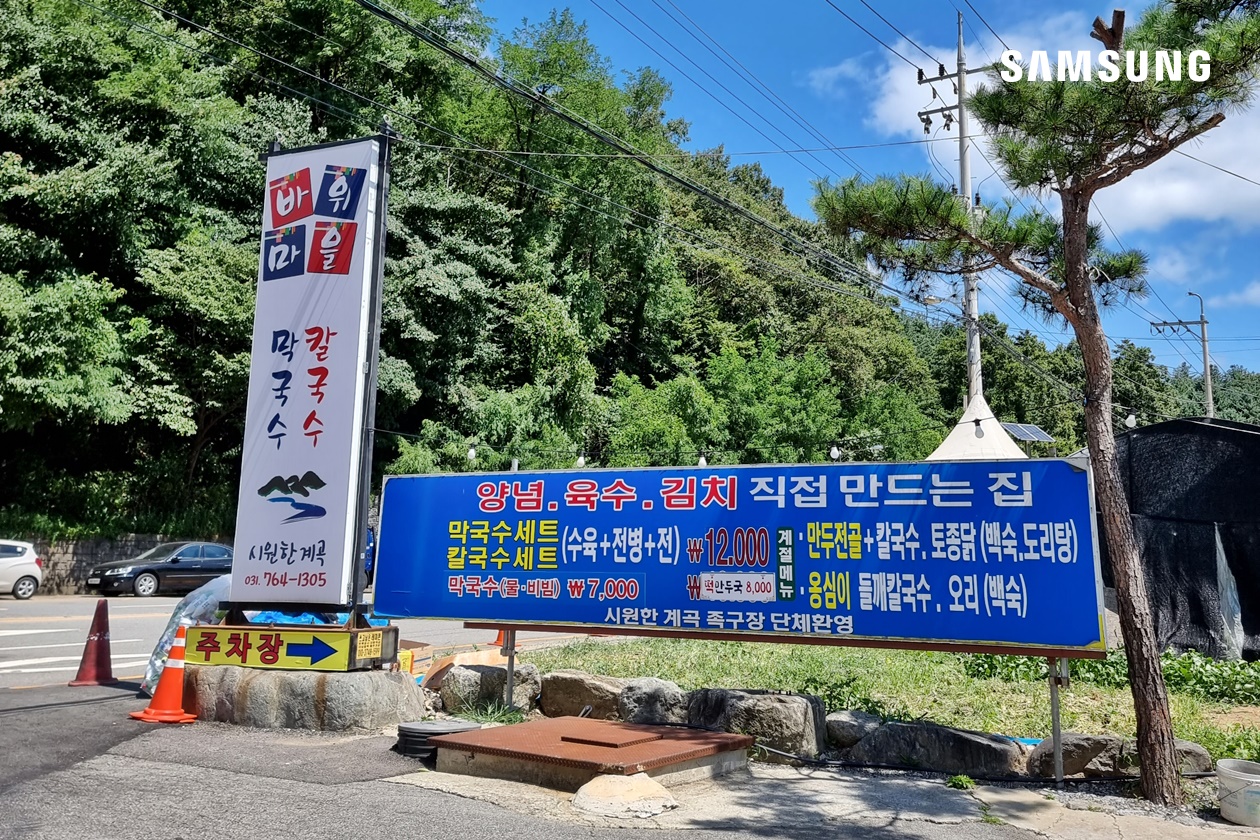 SAMSUNG
바위
마을
칼국수
막국수
시원한계곡
031. 764-1305
주차장
양념.육수.김치 직접 만드는 집
막국수세트
칼국수세트
(수육+전병+전) ₩12,000
막국수(물·비빔) ₩7,000
₩떡만두국 8,000
계절메뉴
·만두전골+칼국수. 토종닭(백숙,도리탕)
·옹심이 들깨칼국수. 오리(백숙)
시원한 계곡 족구장 단체환영